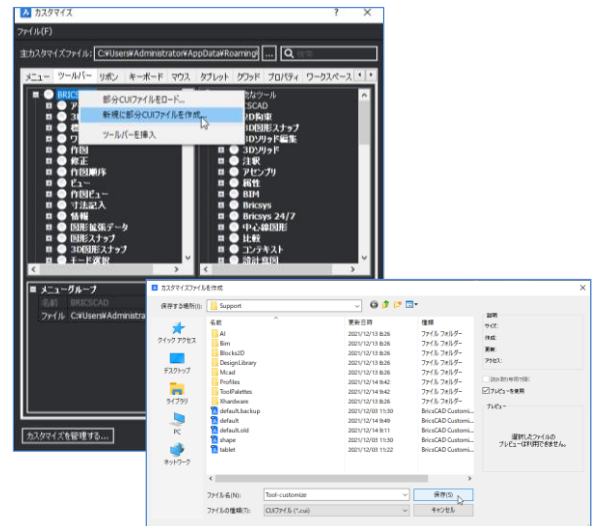 カスタマイズ
ファイル(F)
主カスタマイズファイル: C:¥Users¥Administrator¥AppData¥Roaming¥ ... 検索
メニュー ツールバー リボン キーボード マウス タブレット クワッド プロパティ ワークスペース
部分CUIファイルをロード...
新規に部分CUIファイルを作成...
ツールバーを挿入
作図
修正
作図順序
ビュー
作図ビュー
寸法記入
情報
図形拡張データ
図形スナップ
3D図形スナップ
モード選択
2D拘束
3D図形スナップ
3Dソリッド編集
3Dソリッド
注釈
アセンブリ
属性
BIM
Bricsys
Bricsys 24/7
中心線図形
比較
コンテキスト
設計意図
メニューグループ
名前 BRICSCAD
ファイル C:¥Users¥Administra
カスタマイズを管理する...
カスタマイズファイルを作成
保存する場所(I): Support
クイック アクセス
デスクトップ
ライブラリ
PC
ネットワーク
名前 更新日時 種類
AI 2021/12/13 8:26 ファイル フォルダー
Bim 2021/12/13 8:26 ファイル フォルダー
Blocks2D 2021/12/13 8:26 ファイル フォルダー
DesignLibrary 2021/12/13 8:26 ファイル フォルダー
Mcad 2021/12/13 8:26 ファイル フォルダー
Profiles 2021/12/14 9:42 ファイル フォルダー
ToolPalettes 2021/12/14 9:42 ファイル フォルダー
Xhardware 2021/12/13 8:26 ファイル フォルダー
default.backup 2021/12/03 11:30 BricsCAD Customi...
default 2021/12/14 9:49 BricsCAD Customi...
default.old 2021/12/14 9:11 BricsCAD Customi...
shape 2021/12/03 11:30 BricsCAD Customi...
tablet 2021/12/03 11:22 BricsCAD Customi...
説明
サイズ:
作成:
更新:
アクセス:
プレビューを使用
プレビュー
選択したファイルの
プレビューは利用できません。
ファイル名(N): Tool-customize 保存(S)
ファイルの種類(T): CUIファイル (*.cui) キャンセル